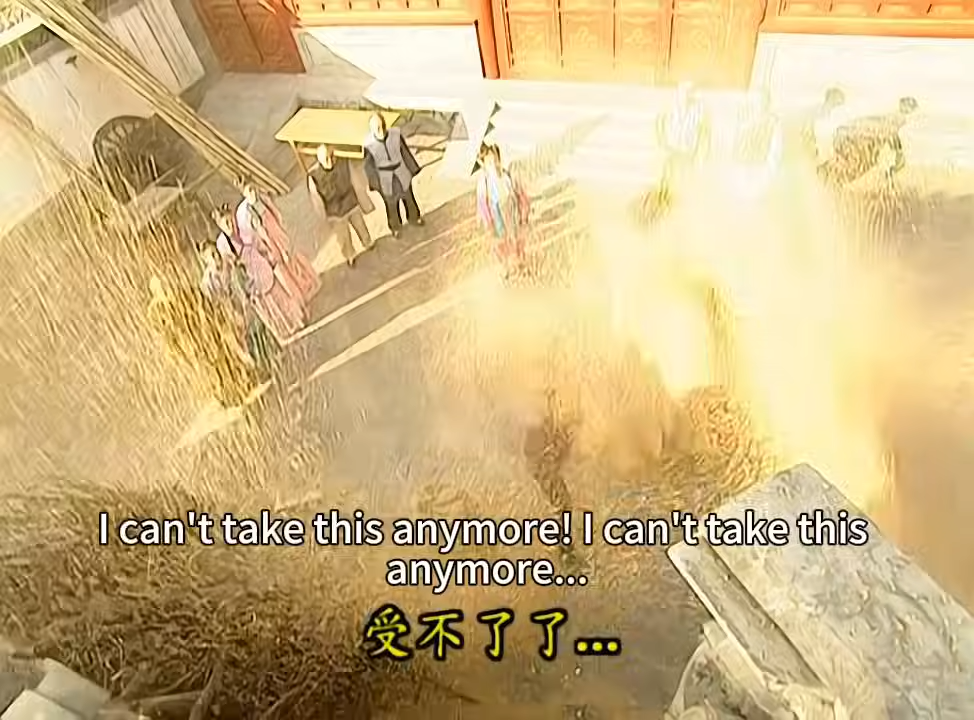 I can't take this anymore! I can't take this
anymore...
受不了了...